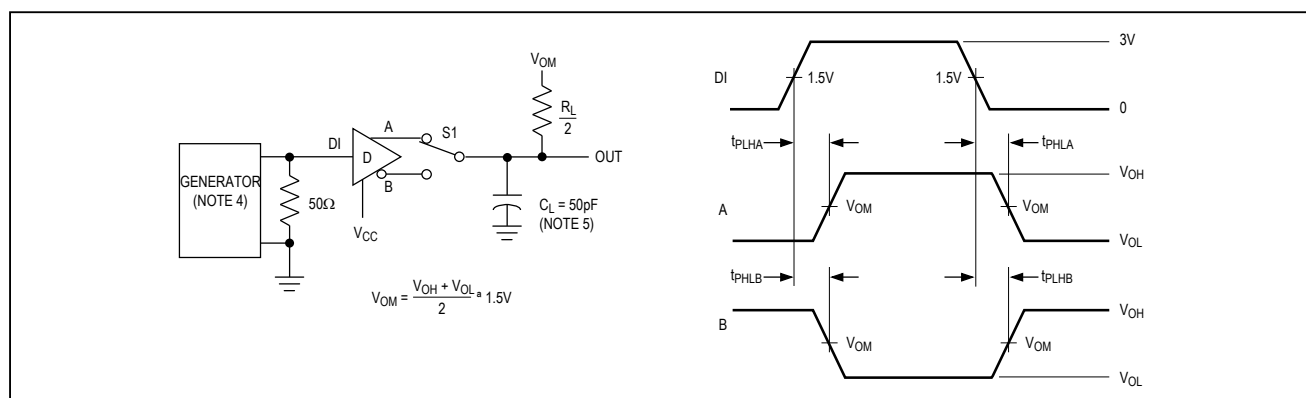 V_OM
R_L
2
DI
A
D
B
S1
OUT
GENERATOR
(NOTE 4)
50Ω
V_CC
C_L = 50pF
(NOTE 5)
V_OM = V_OH + V_OL ª 1.5V
2
DI
1.5V
1.5V
3V
0
t_PLHA
t_PHLA
A
V_OM
V_OM
V_OH
V_OL
t_PHLB
t_PLHB
B
V_OM
V_OM
V_OH
V_OL